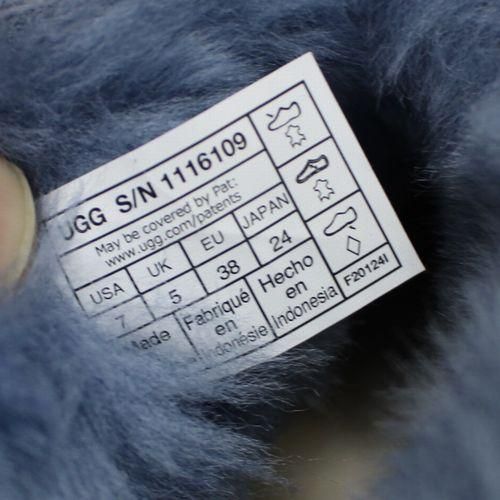 UGG S/N 1116109
May be covered by Pat:
www.ugg.com/patents
USA UK EU JAPAN
7 5 38 24
Made
Fabriqué
en
Indonésie
Hecho
en
Indonesia
F20124I